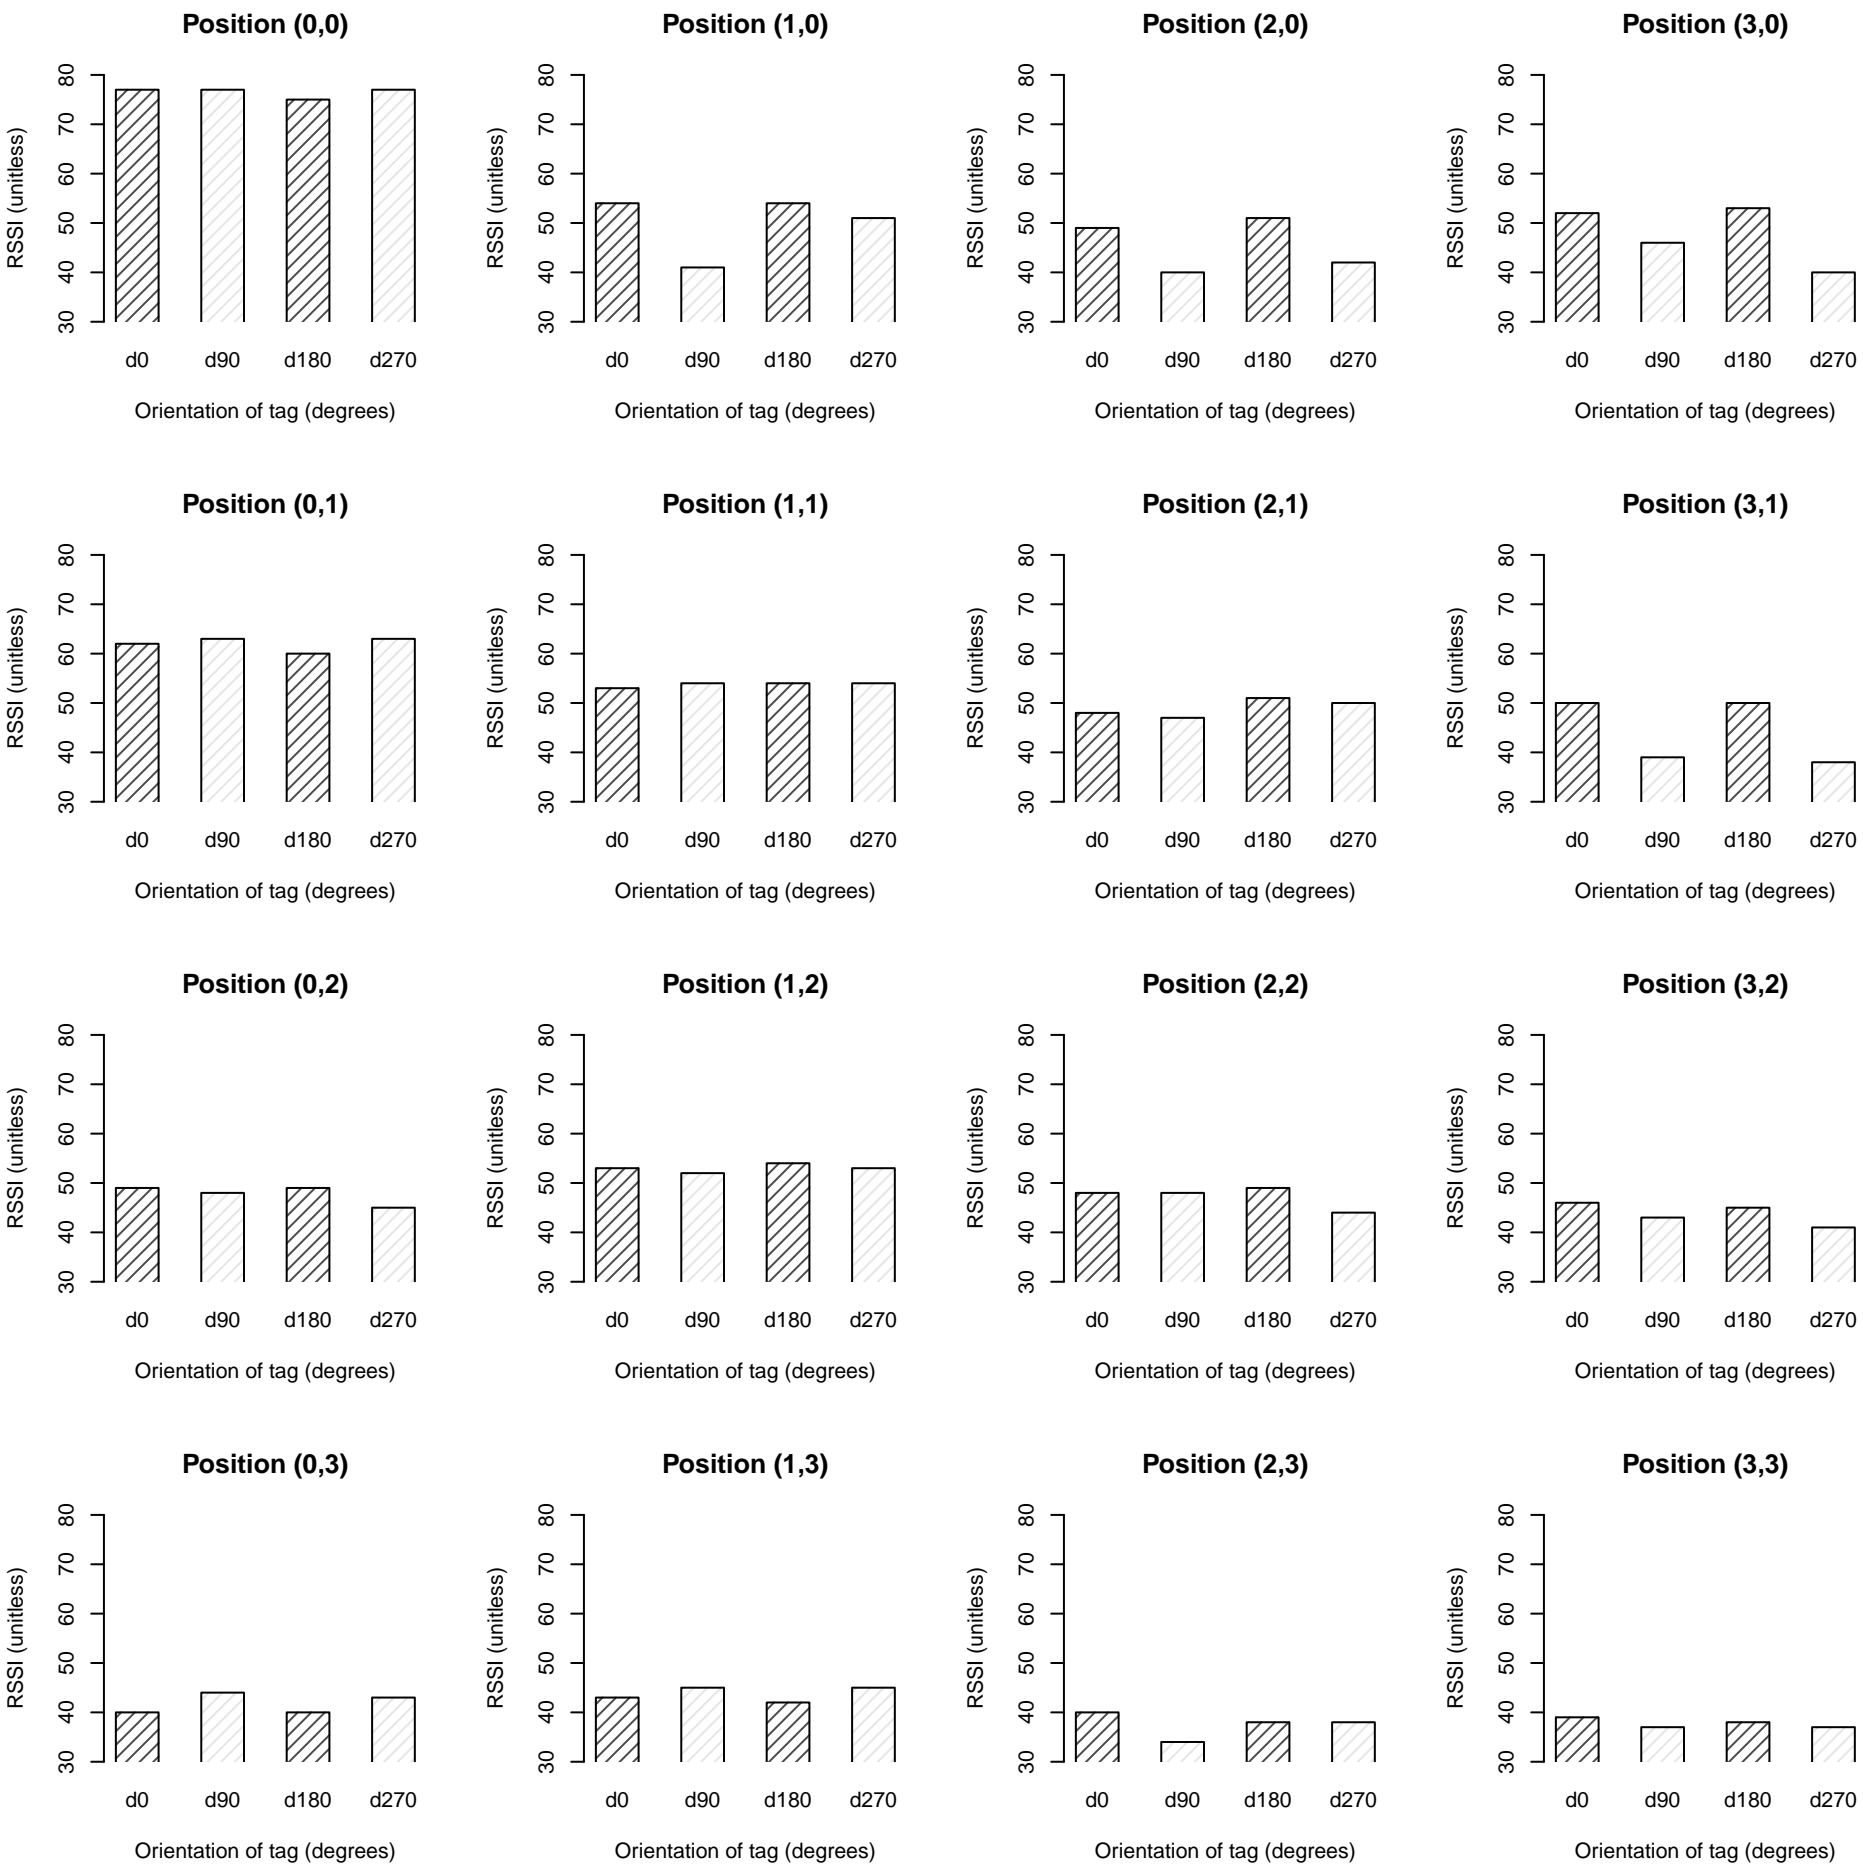 Position (0,0)
80
70
60
50
40
30
RSSI (unitless)
d0 d90 d180 d270
Orientation of tag (degrees)
Position (1,0)
80
70
60
50
40
30
RSSI (unitless)
d0 d90 d180 d270
Orientation of tag (degrees)
Position (2,0)
80
70
60
50
40
30
RSSI (unitless)
d0 d90 d180 d270
Orientation of tag (degrees)
Position (3,0)
80
70
60
50
40
30
RSSI (unitless)
d0 d90 d180 d270
Orientation of tag (degrees)
Position (0,1)
80
70
60
50
40
30
RSSI (unitless)
d0 d90 d180 d270
Orientation of tag (degrees)
Position (1,1)
80
70
60
50
40
30
RSSI (unitless)
d0 d90 d180 d270
Orientation of tag (degrees)
Position (2,1)
80
70
60
50
40
30
RSSI (unitless)
d0 d90 d180 d270
Orientation of tag (degrees)
Position (3,1)
80
70
60
50
40
30
RSSI (unitless)
d0 d90 d180 d270
Orientation of tag (degrees)
Position (0,2)
80
70
60
50
40
30
RSSI (unitless)
d0 d90 d180 d270
Orientation of tag (degrees)
Position (1,2)
80
70
60
50
40
30
RSSI (unitless)
d0 d90 d180 d270
Orientation of tag (degrees)
Position (2,2)
80
70
60
50
40
30
RSSI (unitless)
d0 d90 d180 d270
Orientation of tag (degrees)
Position (3,2)
80
70
60
50
40
30
RSSI (unitless)
d0 d90 d180 d270
Orientation of tag (degrees)
Position (0,3)
80
70
60
50
40
30
RSSI (unitless)
d0 d90 d180 d270
Orientation of tag (degrees)
Position (1,3)
80
70
60
50
40
30
RSSI (unitless)
d0 d90 d180 d270
Orientation of tag (degrees)
Position (2,3)
80
70
60
50
40
30
RSSI (unitless)
d0 d90 d180 d270
Orientation of tag (degrees)
Position (3,3)
80
70
60
50
40
30
RSSI (unitless)
d0 d90 d180 d270
Orientation of tag (degrees)